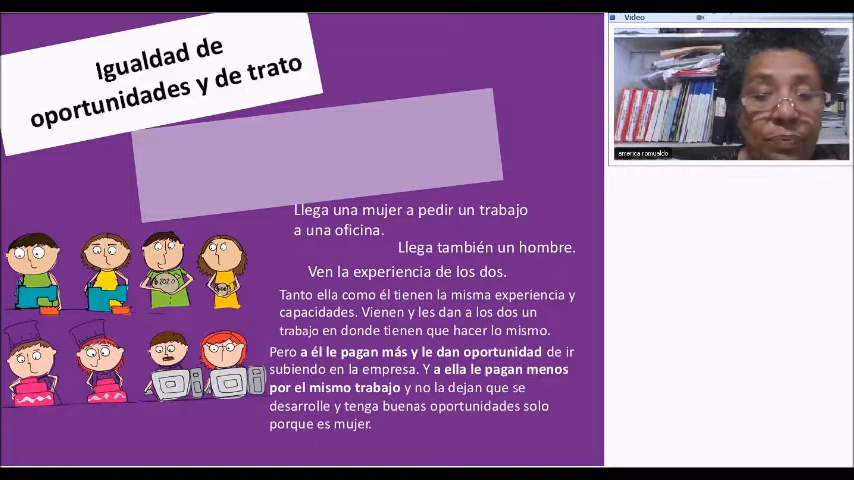 Video
Igualdad de
oportunidades y de trato
america romualdo
Llega una mujer a pedir un trabajo
a una oficina.
Llega también un hombre.
Ven la experiencia de los dos.
Tanto ella como él tienen la misma experiencia y
capacidades. Vienen y les dan a los dos un
trabajo en donde tienen que hacer lo mismo.
Pero a él le pagan más y le dan oportunidad de ir
subiendo en la empresa. Y a ella le pagan menos
por el mismo trabajo y no la dejan que se
desarrolle y tenga buenas oportunidades solo
porque es mujer.